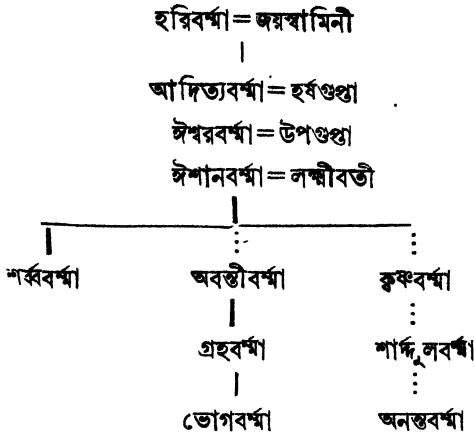 হরিবর্ম্মা = জয়স্বামিনী
আদিত্যবর্ম্মা = হর্ষগুপ্তা
ঈশ্বরবর্ম্মা = উপগুপ্তা
ঈশানবর্ম্মা = লক্ষ্মীবতী
শর্ব্ববর্ম্মা অবন্তীবর্ম্মা কৃষ্ণবর্ম্মা
গ্রহবর্ম্মা শার্দ্দূলবর্ম্মা
ভোগবর্ম্মা অনন্তবর্ম্মা